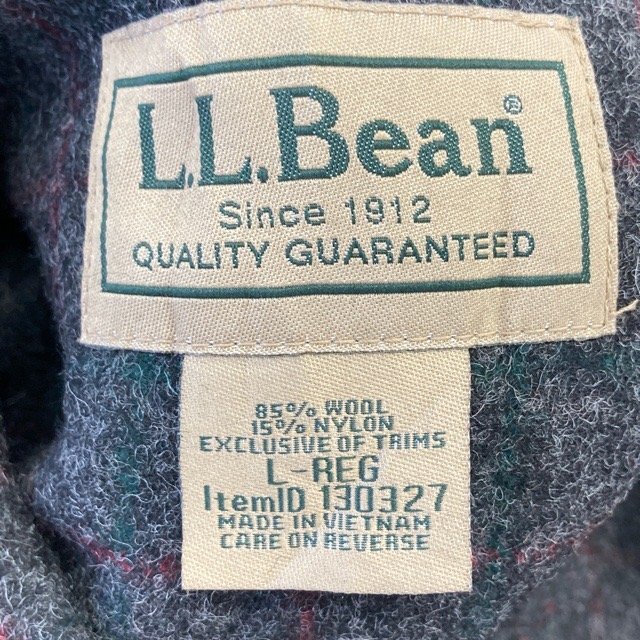 L.L.Bean®
Since 1912
QUALITY GUARANTEED
85% WOOL
15% NYLON
EXCLUSIVE OF TRIMS
L-REG
ItemID 130327
MADE IN VIETNAM
CARE ON REVERSE